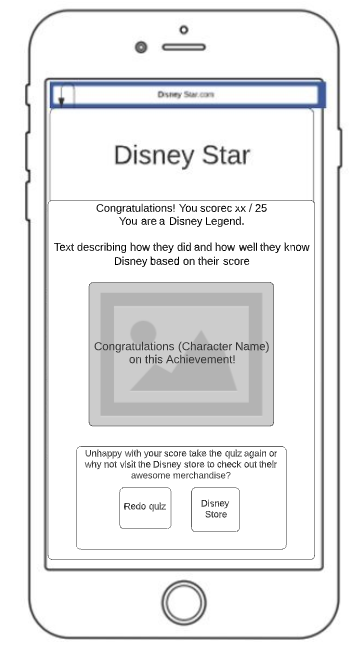 Disney Star.com
Disney Star
Congratulations! You scorec xx / 25
You are a Disney Legend.
Text describing how they did and how well they know
Disney based on their score
Congratulations (Character Name)
on this Achievement!
Unhappy with your score take the quiz again or
why not visit the Disney store to check out their
awesome merchandise?
Redo quiz
Disney
Store